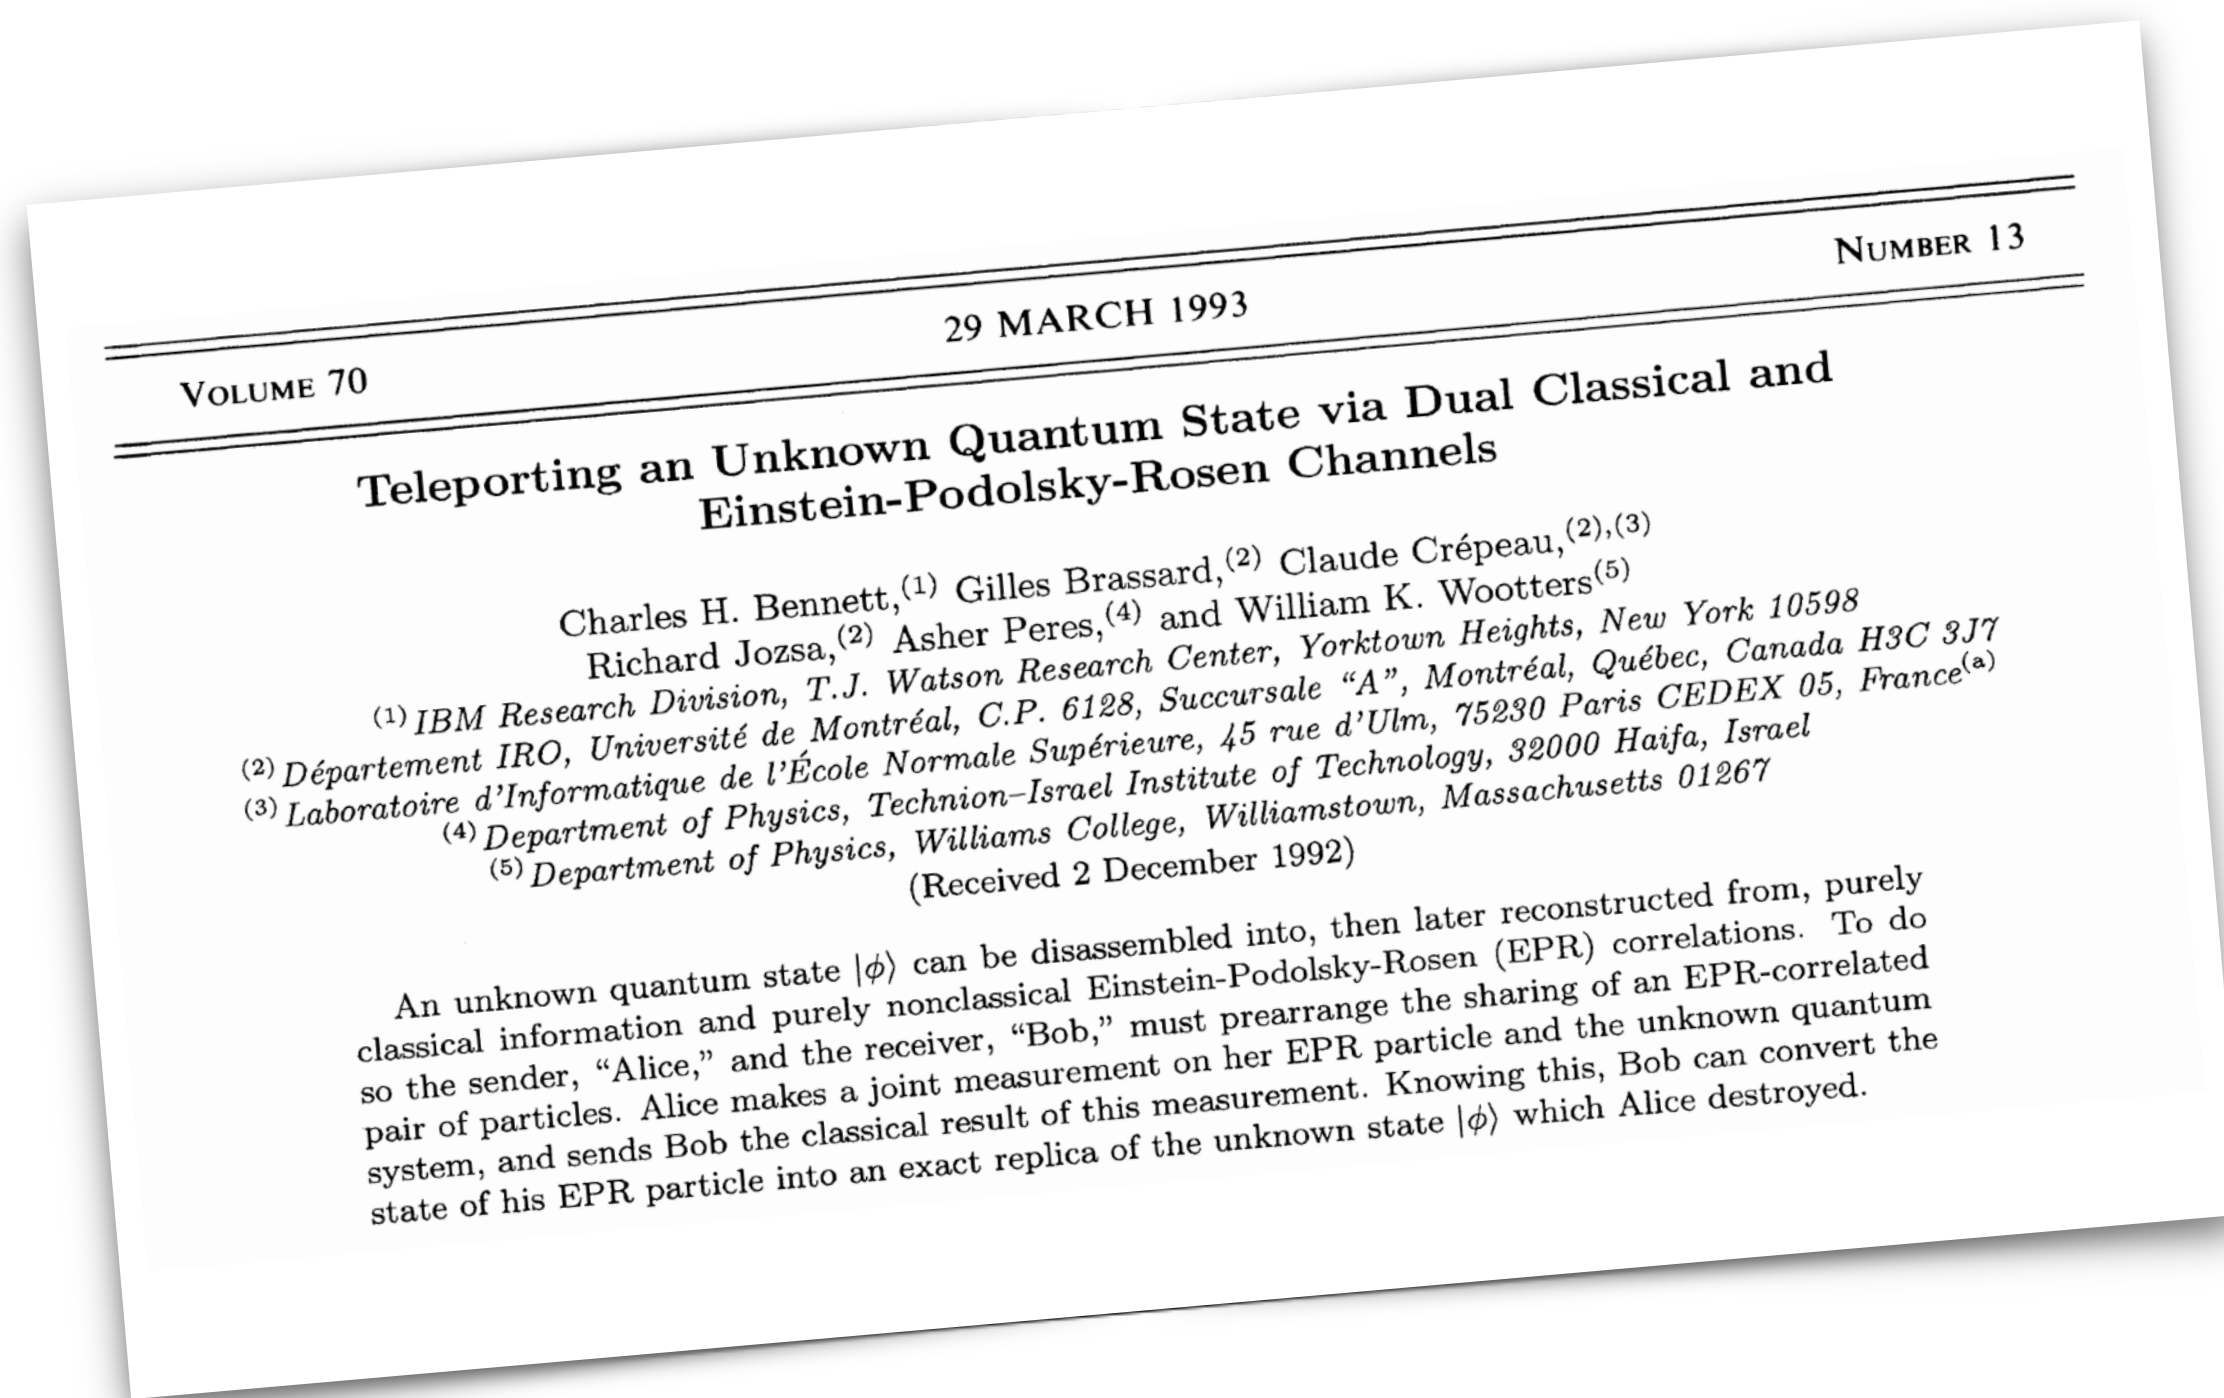 VOLUME 70
29 MARCH 1993
NUMBER 13
Teleporting an Unknown Quantum State via Dual Classical and
Einstein-Podolsky-Rosen Channels
Charles H. Bennett,(1) Gilles Brassard,(2) Claude Crépeau,(2),(3)
Richard Jozsa,(2) Asher Peres,(4) and William K. Wootters(5)
(1) IBM Research Division, T.J. Watson Research Center, Yorktown Heights, New York 10598
(2) Département IRO, Université de Montréal, C.P. 6128, Succursale “A”, Montréal, Québec, Canada H3C 3J7
(3) Laboratoire d’Informatique de l’École Normale Supérieure, 45 rue d’Ulm, 75230 Paris CEDEX 05, France(a)
(4) Department of Physics, Technion–Israel Institute of Technology, 32000 Haifa, Israel
(5) Department of Physics, Williams College, Williamstown, Massachusetts 01267
(Received 2 December 1992)
An unknown quantum state |ϕ⟩ can be disassembled into, then later reconstructed from, purely
classical information and purely nonclassical Einstein-Podolsky-Rosen (EPR) correlations. To do
so the sender, “Alice,” and the receiver, “Bob,” must prearrange the sharing of an EPR-correlated
pair of particles. Alice makes a joint measurement on her EPR particle and the unknown quantum
system, and sends Bob the classical result of this measurement. Knowing this, Bob can convert the
state of his EPR particle into an exact replica of the unknown state |ϕ⟩ which Alice destroyed.